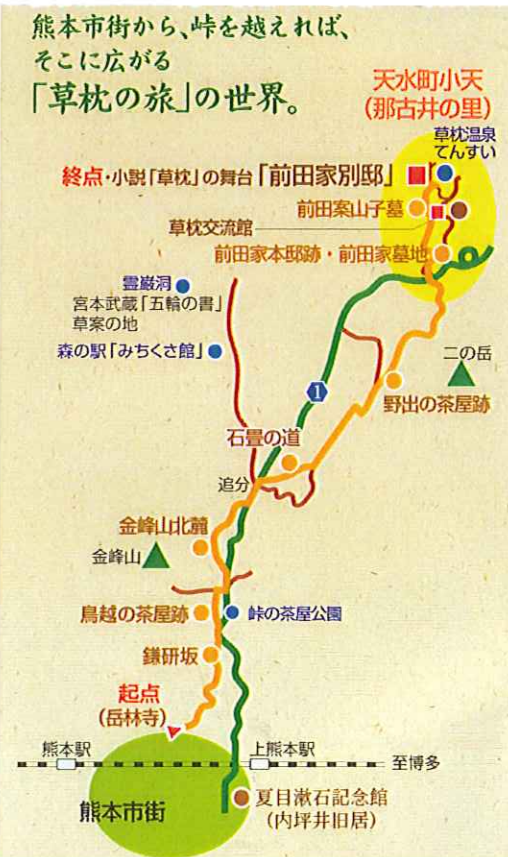 熊本市街から、峠を越えれば、
そこに広がる
「草枕の旅」の世界。
天水町小天
(那古井の里)
草枕温泉
てんすい
終点・小説「草枕」の舞台「前田家別邸」
前田案山子墓
草枕交流館
前田家本邸跡・前田家墓地
霊巌洞
宮本武蔵「五輪の書」
草案の地
森の駅「みちくさ館」
二の岳
1
野出の茶屋跡
石畳の道
追分
金峰山北麓
金峰山
鳥越の茶屋跡
峠の茶屋公園
鎌研坂
起点
(岳林寺)
熊本駅
上熊本駅
至博多
熊本市街
夏目漱石記念館
(内坪井旧居)